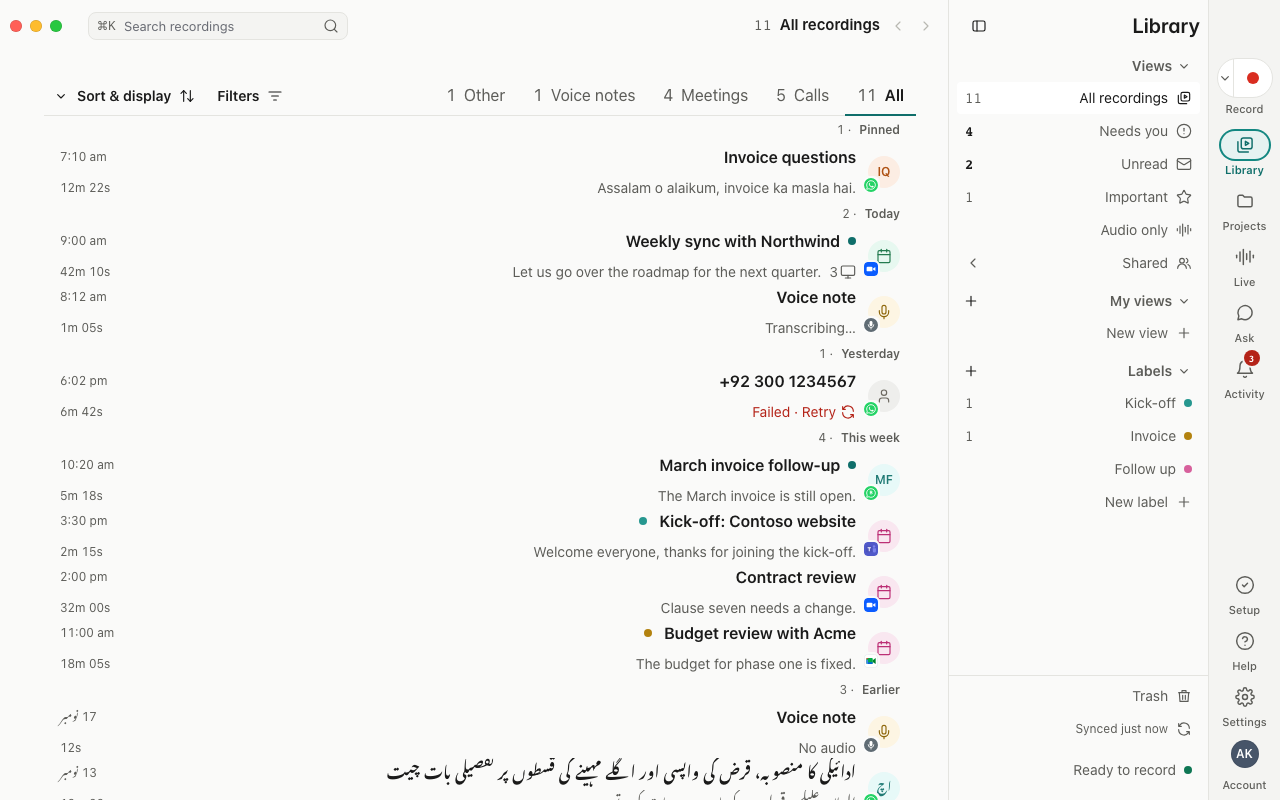 ⌘K Search recordings
11 All recordings
Library
Sort & display
Filters
1 Other
1 Voice notes
4 Meetings
5 Calls
11 All
1 · Pinned
Invoice questions
7:10 am
IQ
Assalam o alaikum, invoice ka masla hai.
12m 22s
2 · Today
Weekly sync with Northwind
9:00 am
Let us go over the roadmap for the next quarter. 3
42m 10s
Voice note
8:12 am
Transcribing...
1m 05s
1 · Yesterday
+92 300 1234567
6:02 pm
Failed · Retry
6m 42s
4 · This week
March invoice follow-up
10:20 am
MF
The March invoice is still open.
5m 18s
Kick-off: Contoso website
3:30 pm
Welcome everyone, thanks for joining the kick-off.
2m 15s
Contract review
2:00 pm
Clause seven needs a change.
32m 00s
Budget review with Acme
11:00 am
The budget for phase one is fixed.
18m 05s
3 · Earlier
Voice note
17 نومبر
No audio
12s
ادائیگی کا منصوبہ، قرض کی واپسی اور اگلے مہینے کی قسطوں پر تفصیلی بات چیت
13 نومبر
اچ
Views
All recordings 11
Needs you 4
Unread 2
Important 1
Audio only
Shared
My views
New view
Labels
Kick-off 1
Invoice 1
Follow up
New label
Trash
Synced just now
Ready to record
Record
Library
Projects
Live
Ask
3
Activity
Setup
Help
Settings
AK
Account